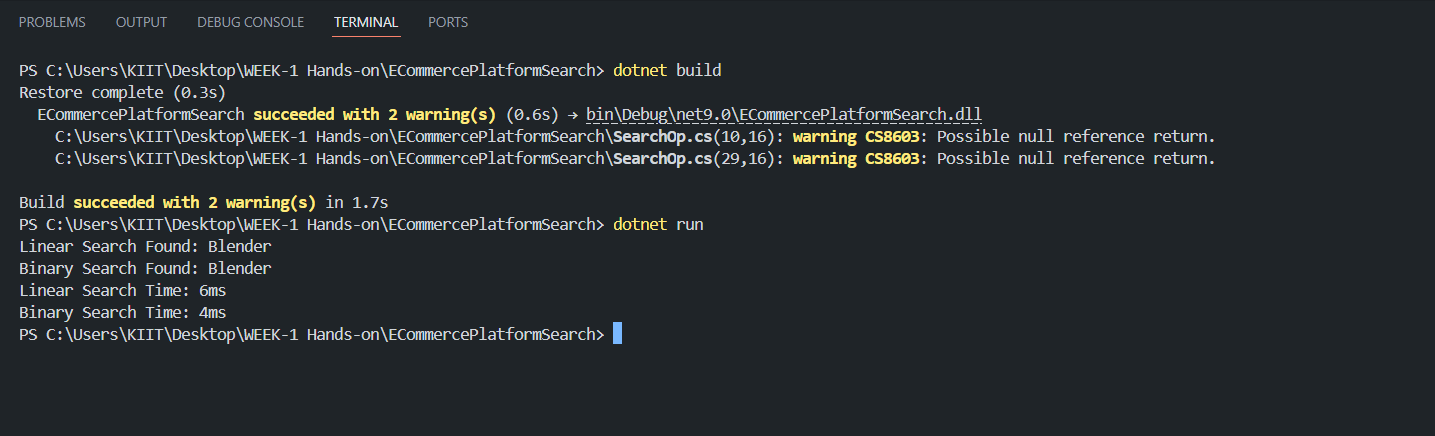 PROBLEMS OUTPUT DEBUG CONSOLE TERMINAL PORTS
PS C:\Users\KIIT\Desktop\WEEK-1 Hands-on\ECommercePlatformSearch> dotnet build
Restore complete (0.3s)
ECommercePlatformSearch succeeded with 2 warning(s) (0.6s) → bin\Debug\net9.0\ECommercePlatformSearch.dll
C:\Users\KIIT\Desktop\WEEK-1 Hands-on\ECommercePlatformSearch\SearchOp.cs(10,16): warning CS8603: Possible null reference return.
C:\Users\KIIT\Desktop\WEEK-1 Hands-on\ECommercePlatformSearch\SearchOp.cs(29,16): warning CS8603: Possible null reference return.
Build succeeded with 2 warning(s) in 1.7s
PS C:\Users\KIIT\Desktop\WEEK-1 Hands-on\ECommercePlatformSearch> dotnet run
Linear Search Found: Blender
Binary Search Found: Blender
Linear Search Time: 6ms
Binary Search Time: 4ms
PS C:\Users\KIIT\Desktop\WEEK-1 Hands-on\ECommercePlatformSearch>